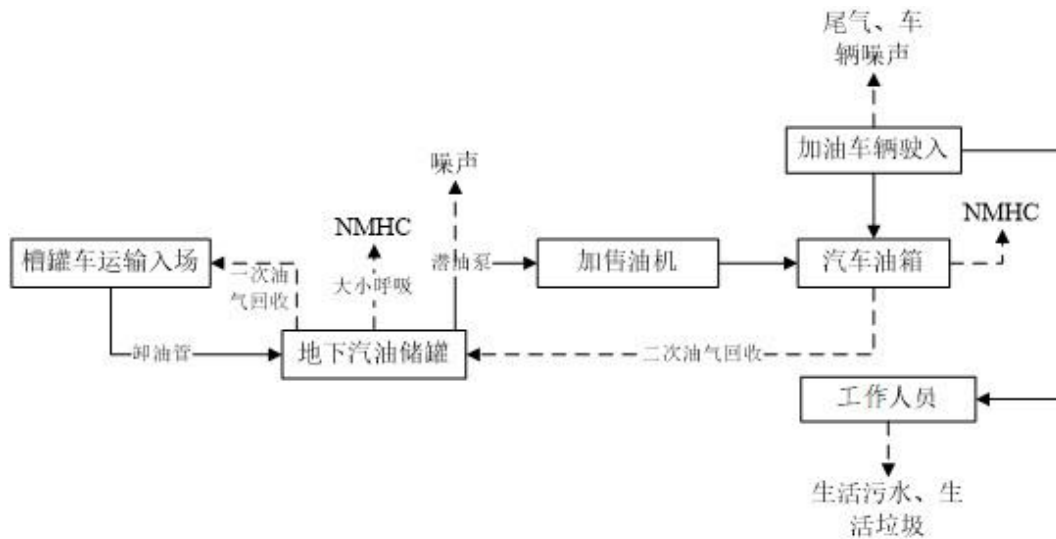 尾气、车
辆噪声
加油车辆驶入
噪声
NMHC
NMHC
槽罐车运输入场
一次油
气回收
大小呼吸
潜油泵
加售油机
汽车油箱
卸油管
地下汽油储罐
二次油气回收
工作人员
生活污水、生
活垃圾